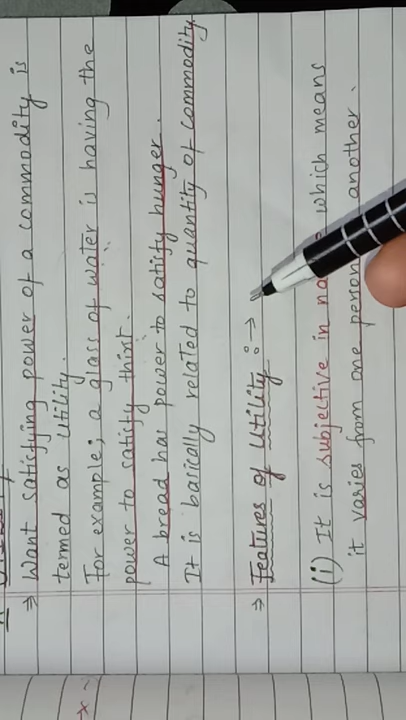 ⇒ Want satisfying power of a commodity is
termed as utility.
For example; a glass of water is having the
power to satisfy thirst.
A bread has power to satisfy hunger.
It is basically related to quantity of commodity
⇒ Features of Utility :→
(i) It is subjective in which means
it varies from one person another.